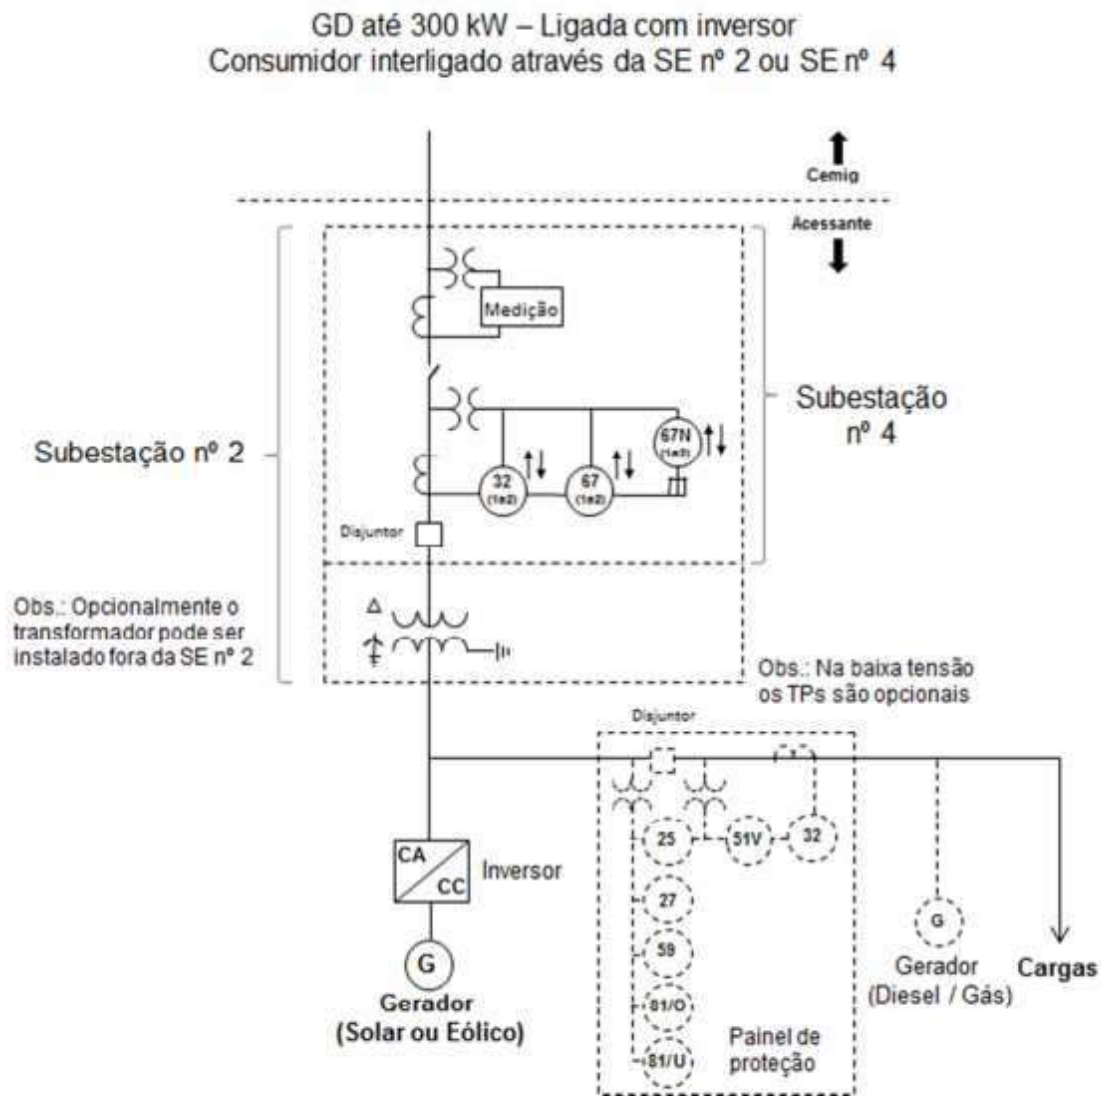 GD até 300 kW – Ligada com inversor
Consumidor interligado através da SE nº 2 ou SE nº 4
Cemig
Acessante
Medição
Subestação nº 2
Subestação
nº 4
67N
32
67
Disjuntor
Obs.: Opcionalmente o
transformador pode ser
instalado fora da SE nº 2
Δ
Obs.: Na baixa tensão
os TPs são opcionais
Disjuntor
25
51V
32
CA
CC
Inversor
27
59
81/O
81/U
G
Gerador
(Solar ou Eólico)
G
Gerador
(Diesel / Gás)
Cargas
Painel de
proteção